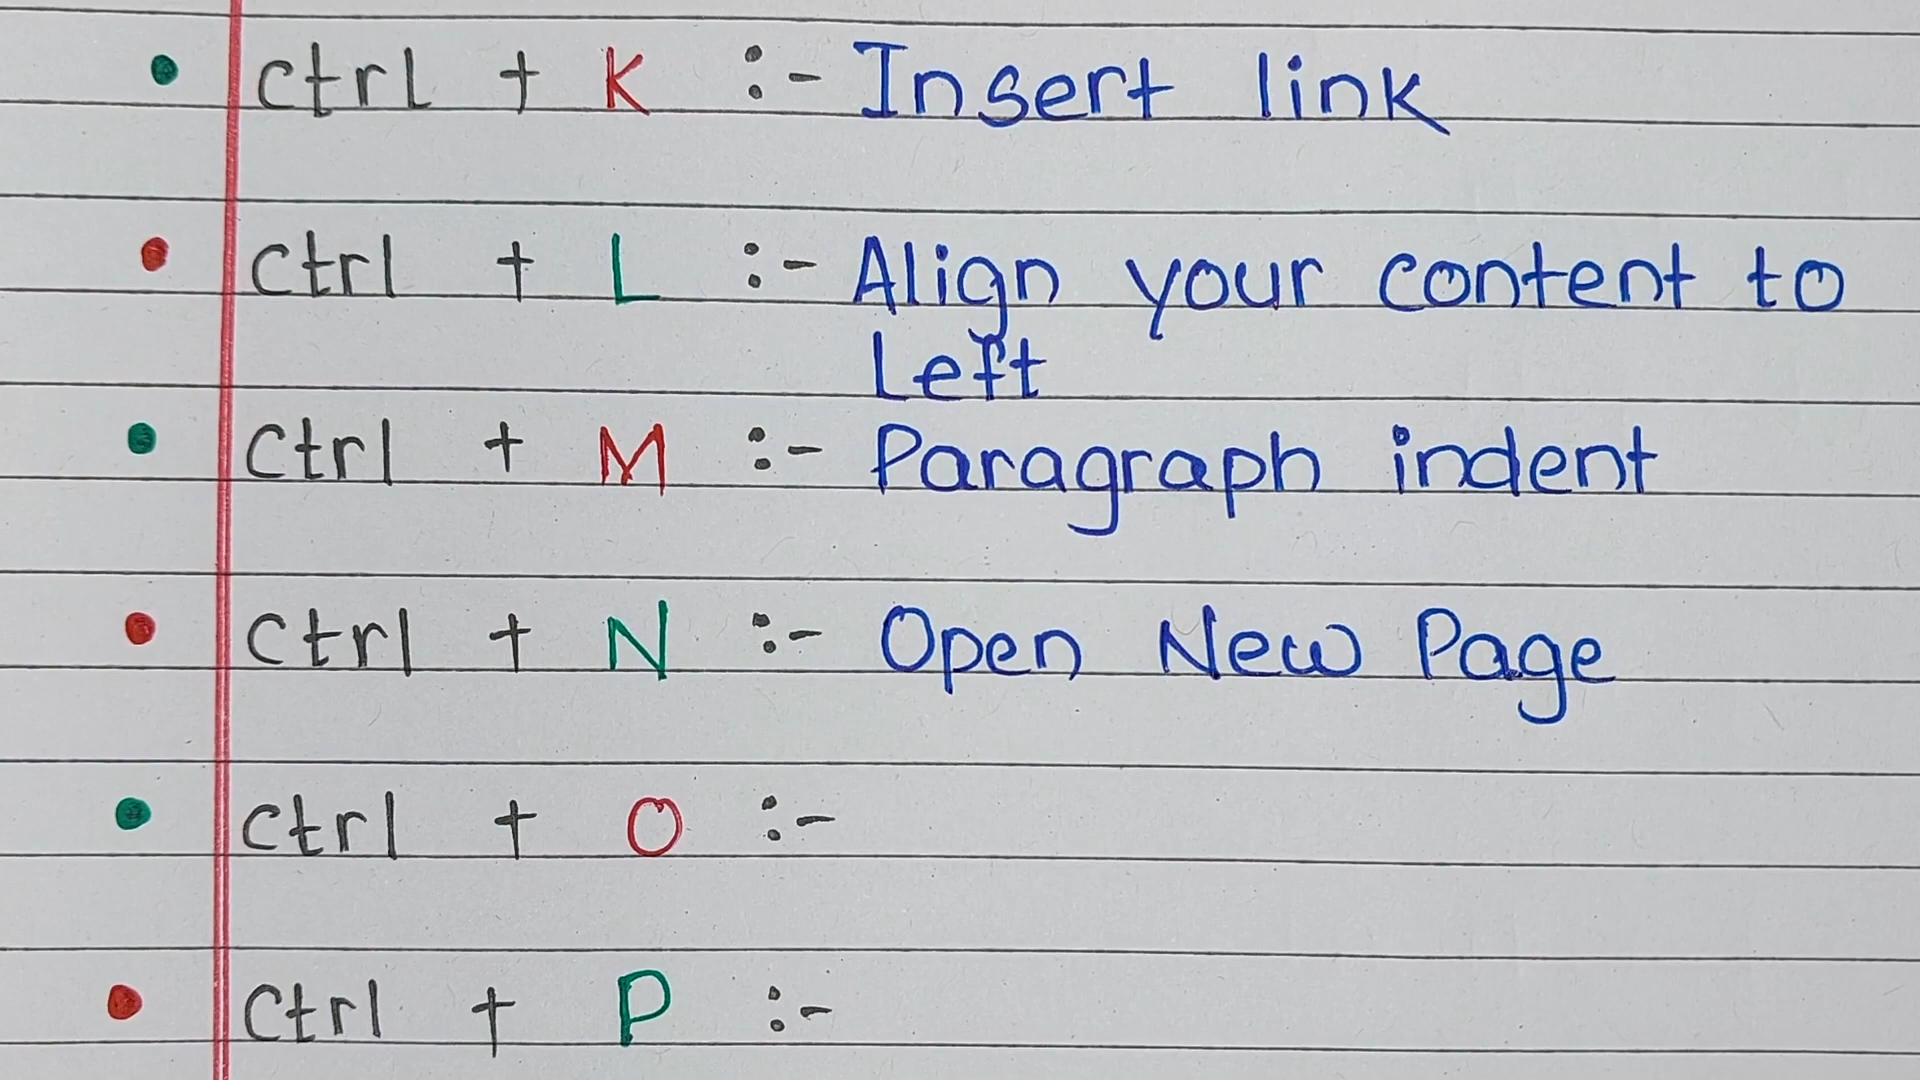 • Ctrl + K :- Insert link
• Ctrl + L :- Align your content to
Left
• Ctrl + M :- Paragraph indent
• Ctrl + N :- Open New Page
• Ctrl + O :-
• Ctrl + P :-